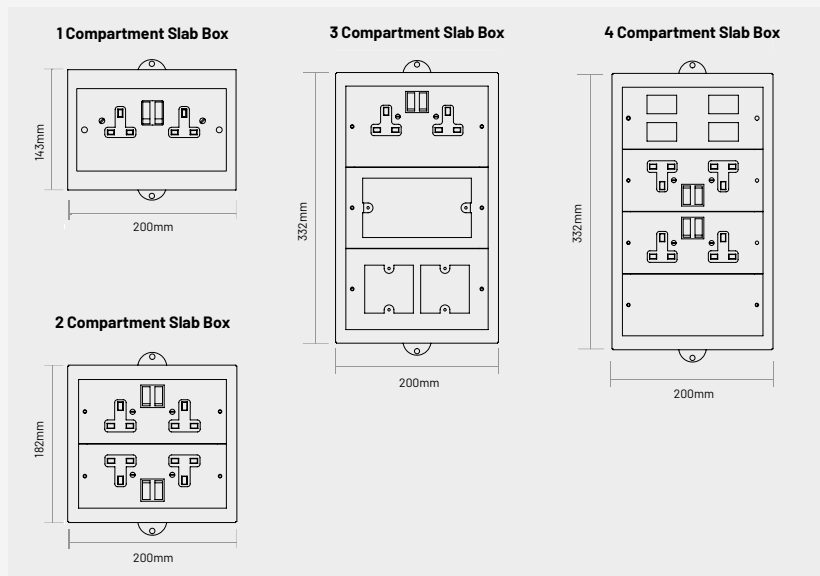 1 Compartment Slab Box
143mm
200mm
2 Compartment Slab Box
182mm
200mm
3 Compartment Slab Box
332mm
200mm
4 Compartment Slab Box
332mm
200mm